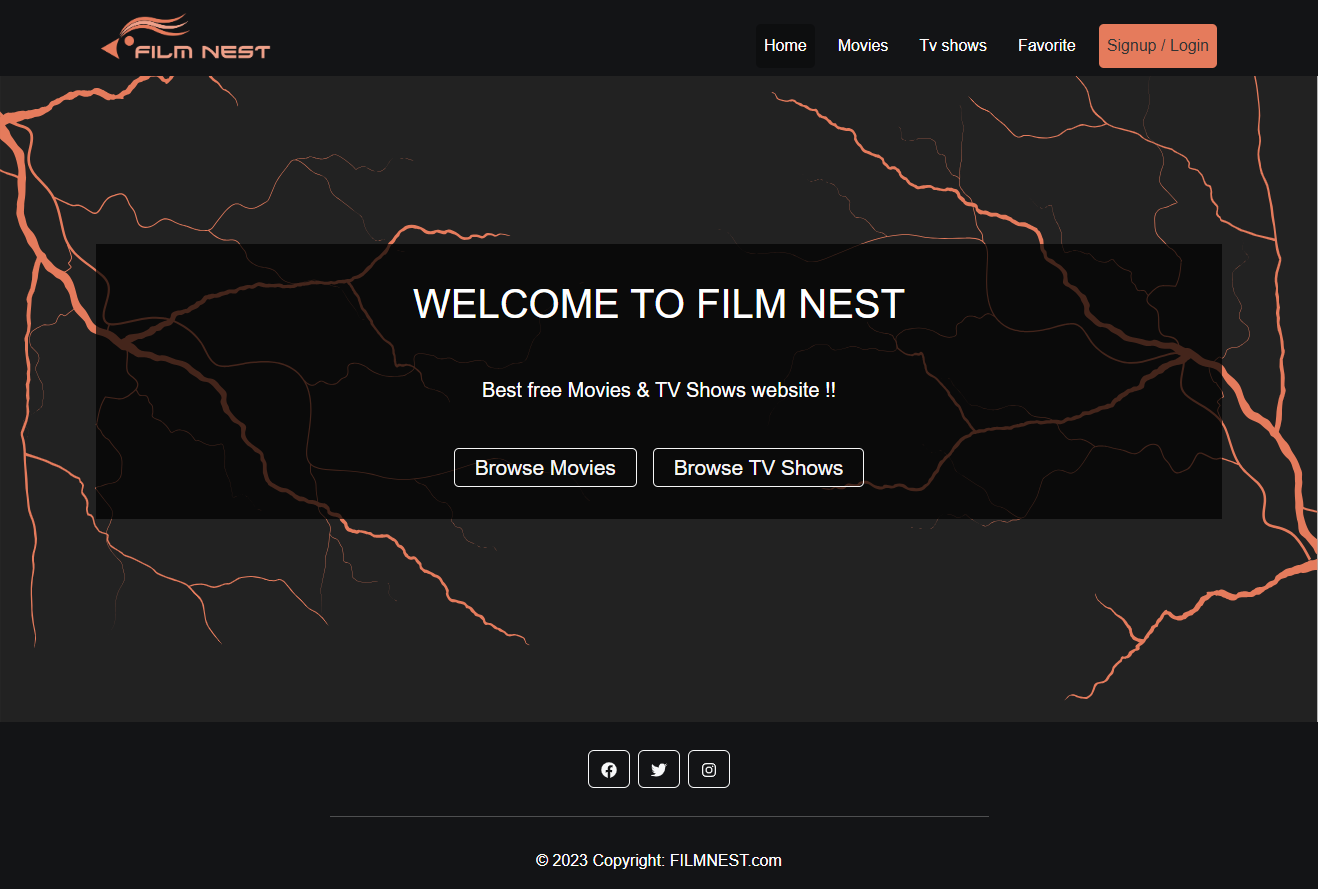 FILM NEST
Home Movies Tv shows Favorite Signup / Login
WELCOME TO FILM NEST
Best free Movies & TV Shows website !!
Browse Movies Browse TV Shows
© 2023 Copyright: FILMNEST.com